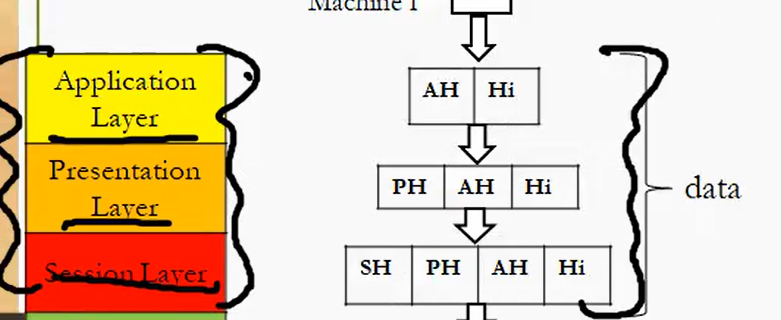 Machine 1
Application
Layer
AH Hi
Presentation
Layer
PH AH Hi
data
Session Layer
SH PH AH Hi